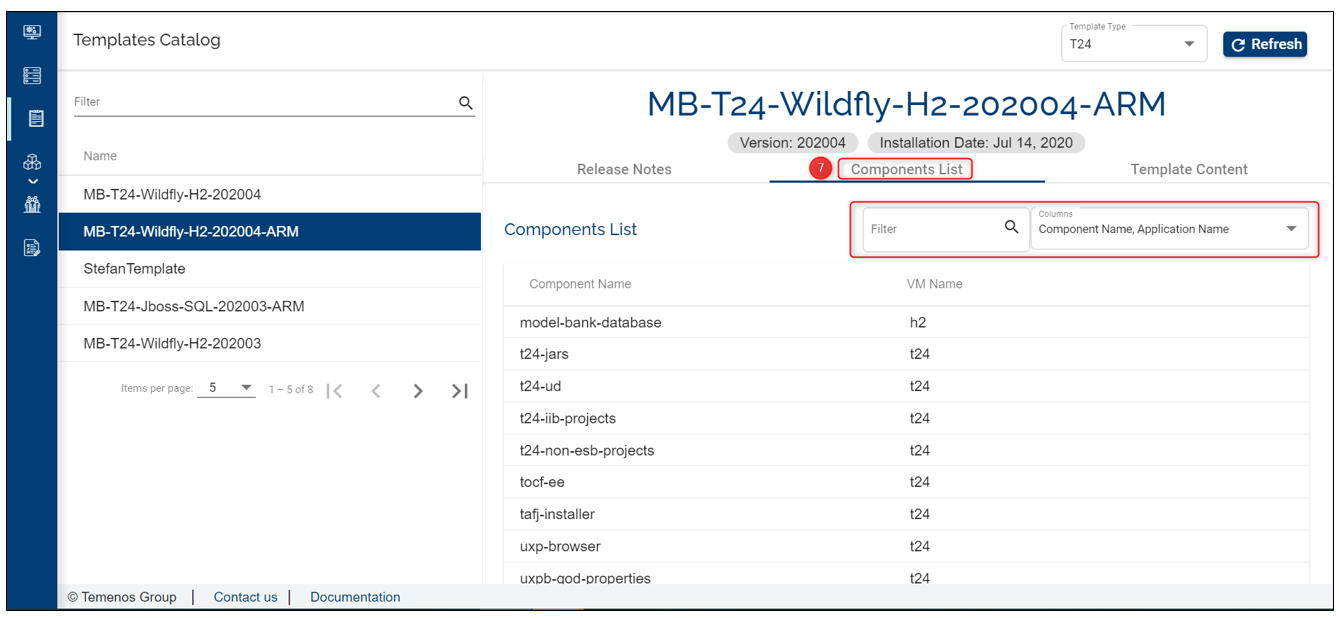 Templates Catalog
Template Type
T24
Refresh
Filter
Name
MB-T24-Wildfly-H2-202004
MB-T24-Wildfly-H2-202004-ARM
StefanTemplate
MB-T24-Jboss-SQL-202003-ARM
MB-T24-Wildfly-H2-202003
Items per page: 5 1 – 5 of 8
MB-T24-Wildfly-H2-202004-ARM
Version: 202004 Installation Date: Jul 14, 2020
Release Notes 7 Components List Template Content
Components List
Filter
Columns
Component Name, Application Name
Component Name VM Name
model-bank-database h2
t24-jars t24
t24-ud t24
t24-iib-projects t24
t24-non-esb-projects t24
tocf-ee t24
tafj-installer t24
uxp-browser t24
uxpb-god-properties t24
© Temenos Group | Contact us | Documentation